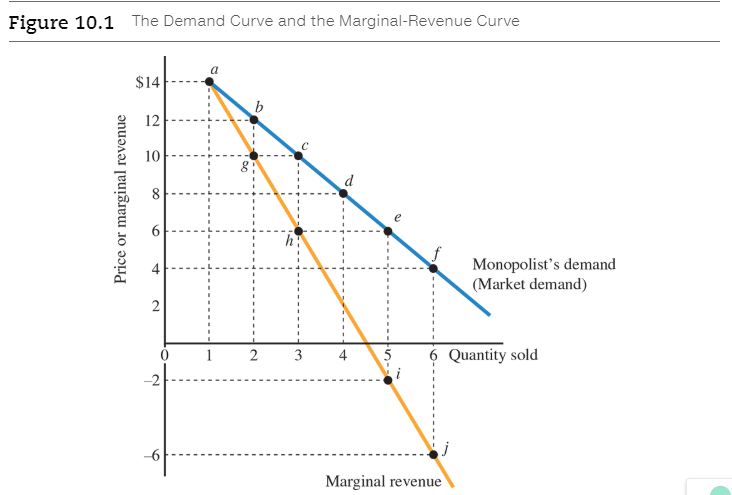 Figure 10.1 The Demand Curve and the Marginal-Revenue Curve
Price or marginal revenue
$14
12
10
8
6
4
2
0 1 2 3 4 5 6 Quantity sold
–2
–6
a
b
c
d
e
f
g
h
i
j
Monopolist's demand
(Market demand)
Marginal revenue